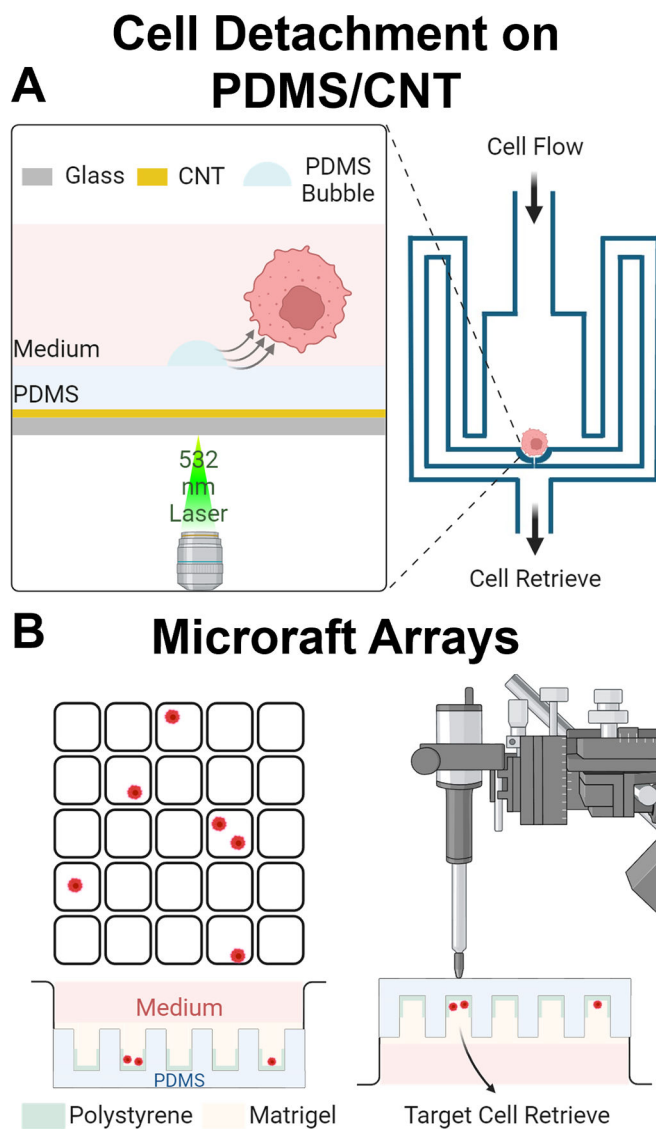 Cell Detachment on
PDMS/CNT
A
Glass
CNT
PDMS
Bubble
Medium
PDMS
532
nm
Laser
Cell Flow
Cell Retrieve
B
Microraft Arrays
Medium
PDMS
Polystyrene
Matrigel
Target Cell Retrieve